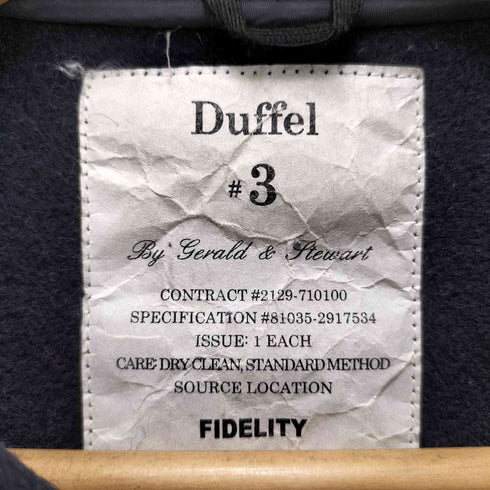 Duffel
#3
By Gerald & Stewart
CONTRACT #2129-710100
SPECIFICATION #81035-2917534
ISSUE: 1 EACH
CARE: DRY CLEAN, STANDARD METHOD
SOURCE LOCATION
FIDELITY